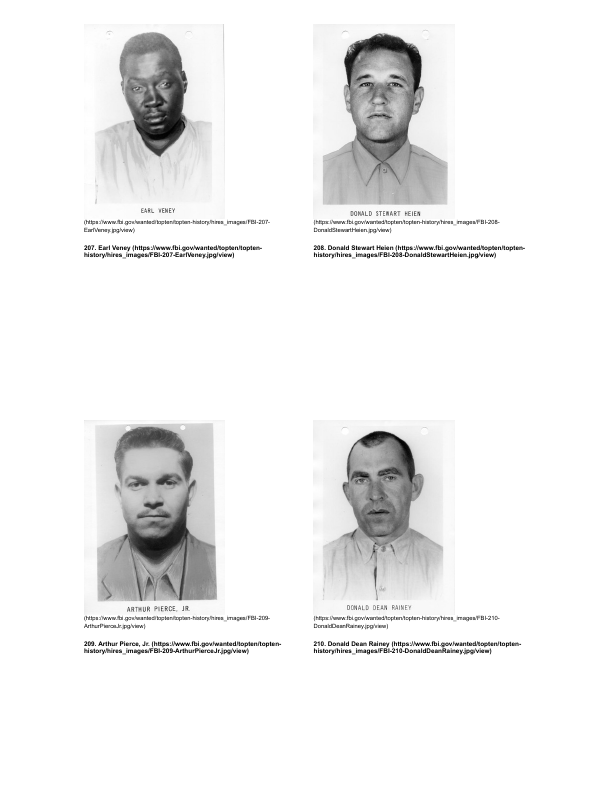 EARL VENEY
(https://www.fbi.gov/wanted/topten/topten-history/hires_images/FBI-207-
EarlVeney.jpg/view)
207. Earl Veney (https://www.fbi.gov/wanted/topten/topten-
history/hires_images/FBI-207-EarlVeney.jpg/view)
DONALD STEWART HEIEN
(https://www.fbi.gov/wanted/topten/topten-history/hires_images/FBI-208-
DonaldStewartHeien.jpg/view)
208. Donald Stewart Heien (https://www.fbi.gov/wanted/topten/topten-
history/hires_images/FBI-208-DonaldStewartHeien.jpg/view)
ARTHUR PIERCE, JR.
(https://www.fbi.gov/wanted/topten/topten-history/hires_images/FBI-209-
ArthurPierceJr.jpg/view)
209. Arthur Pierce, Jr. (https://www.fbi.gov/wanted/topten/topten-
history/hires_images/FBI-209-ArthurPierceJr.jpg/view)
DONALD DEAN RAINEY
(https://www.fbi.gov/wanted/topten/topten-history/hires_images/FBI-210-
DonaldDeanRainey.jpg/view)
210. Donald Dean Rainey (https://www.fbi.gov/wanted/topten/topten-
history/hires_images/FBI-210-DonaldDeanRainey.jpg/view)